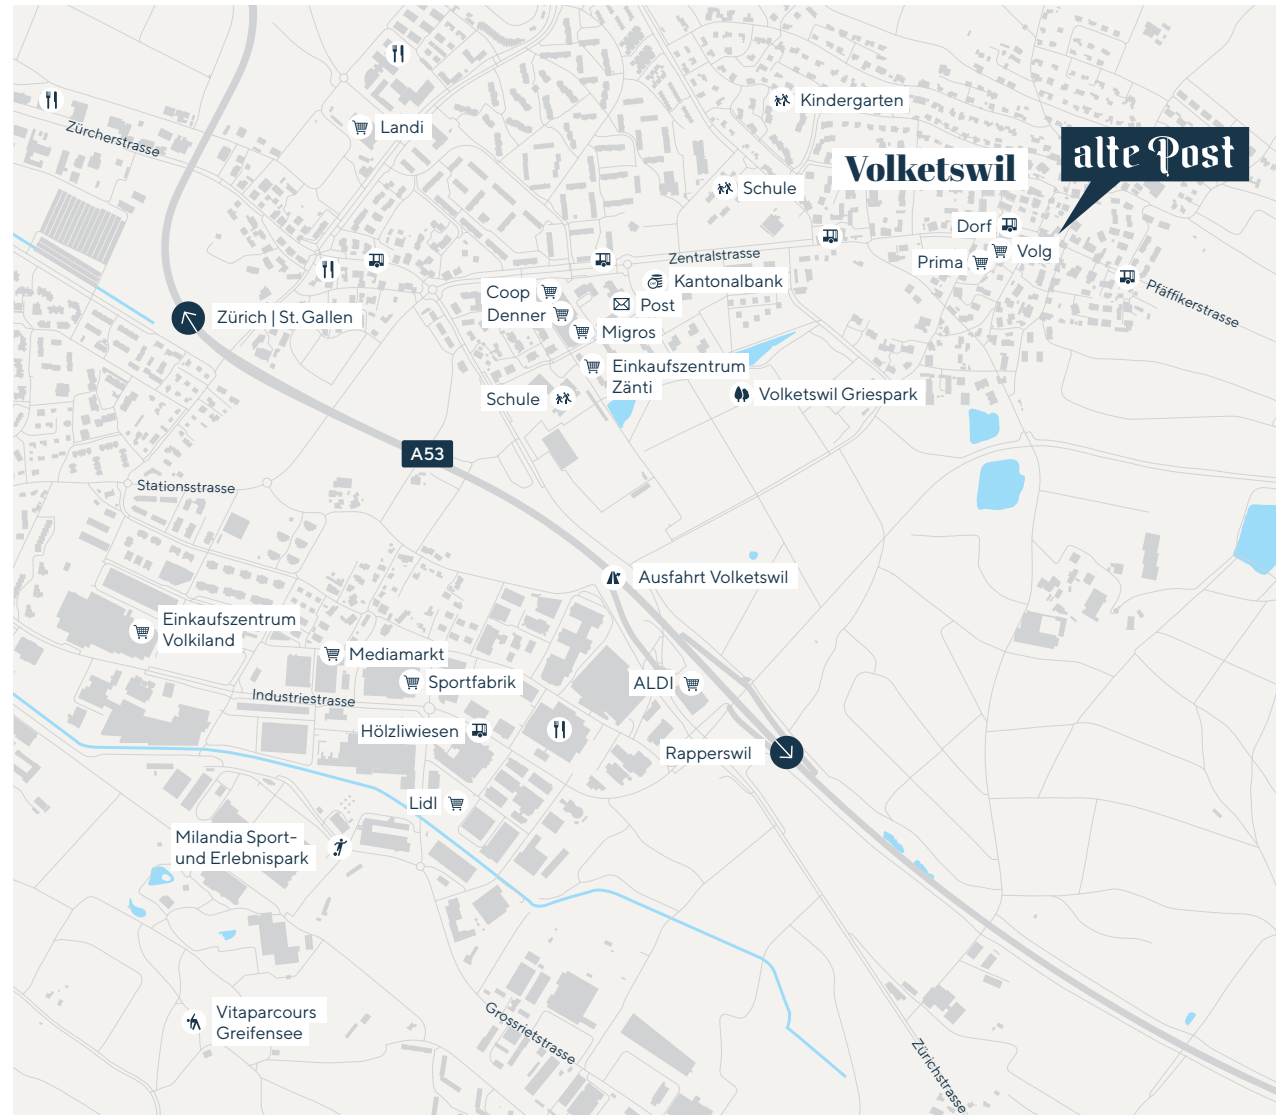 Kindergarten
Zürcherstrasse
Landi
alte Post
Volketswil
Schule
Dorf
Volg
Zentralstrasse
Prima
Kantonalbank
Coop
Post
Denner
Pfäffikerstrasse
Zürich | St. Gallen
Migros
Einkaufszentrum
Zänti
Schule
Volketswil Griespark
A53
Stationsstrasse
Ausfahrt Volketswil
Einkaufszentrum
Volkiland
Mediamarkt
Sportfabrik
ALDI
Industriestrasse
Hölzliwiesen
Rapperswil
Lidl
Milandia Sport-
und Erlebnispark
Vitaparcours
Greifensee
Grossrietstrasse
Zürichstrasse